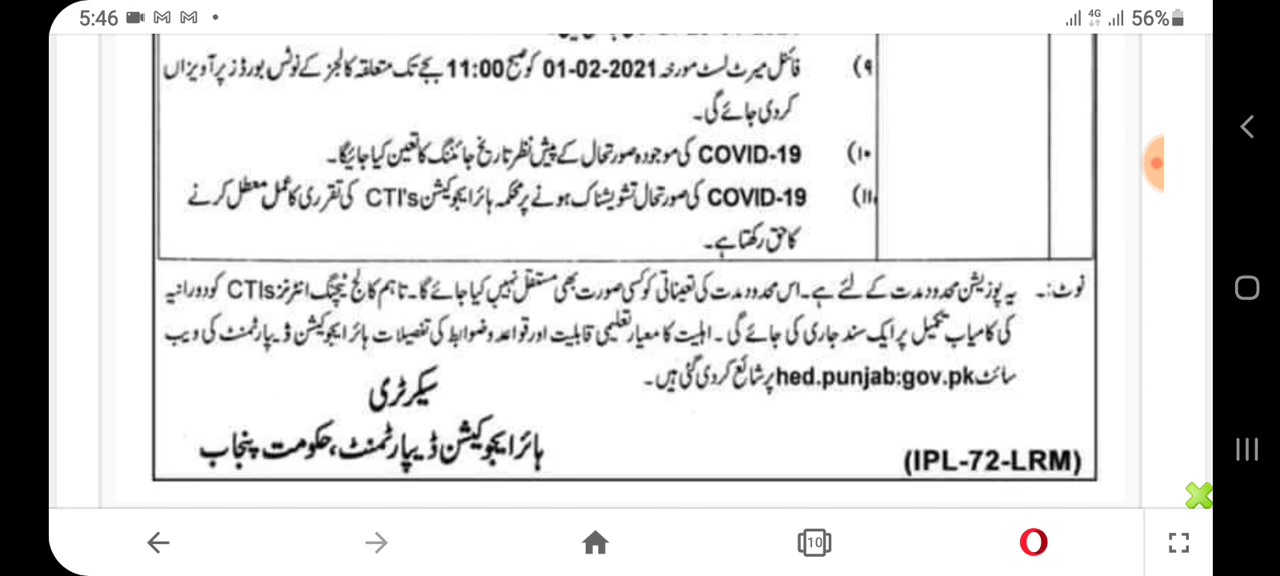 5:46
4G
56%
۹) فائنل میرٹ لسٹ مورخہ 01-02-2021 کو صبح 11:00 بجے تک متعلقہ کالجز کے نوٹس بورڈز پر آویزاں
کر دی جائے گی۔
۱۰) COVID-19 کی موجودہ صورتحال کے پیش نظر تاریخ جائننگ کا تعین کیا جائیگا۔
۱۱) COVID-19 کی صورتحال تشویشناک ہونے پر محکمہ ہائر ایجوکیشن CTI's کی تقرری کا عمل معطل کرنے
کا حق رکھتا ہے۔
نوٹ:۔ یہ پوزیشن محدود مدت کے لئے ہے۔ اس محدود مدت کی تعیناتی کو کسی صورت بھی مستقل نہیں کیا جائے گا۔ تاہم کالج ٹیچنگ انٹرنز CTIs کو دورانیہ
کی کامیاب تکمیل پر ایک سند جاری کی جائے گی۔ اہلیت کا معیار تعلیمی قابلیت اور قواعد و ضوابط کی تفصیلات ہائر ایجوکیشن ڈیپارٹمنٹ کی ویب
سائٹ hed.punjab:gov.pk پر شائع کر دی گئی ہیں۔
سیکرٹری
ہائر ایجوکیشن ڈیپارٹمنٹ، حکومت پنجاب
(IPL-72-LRM)
10